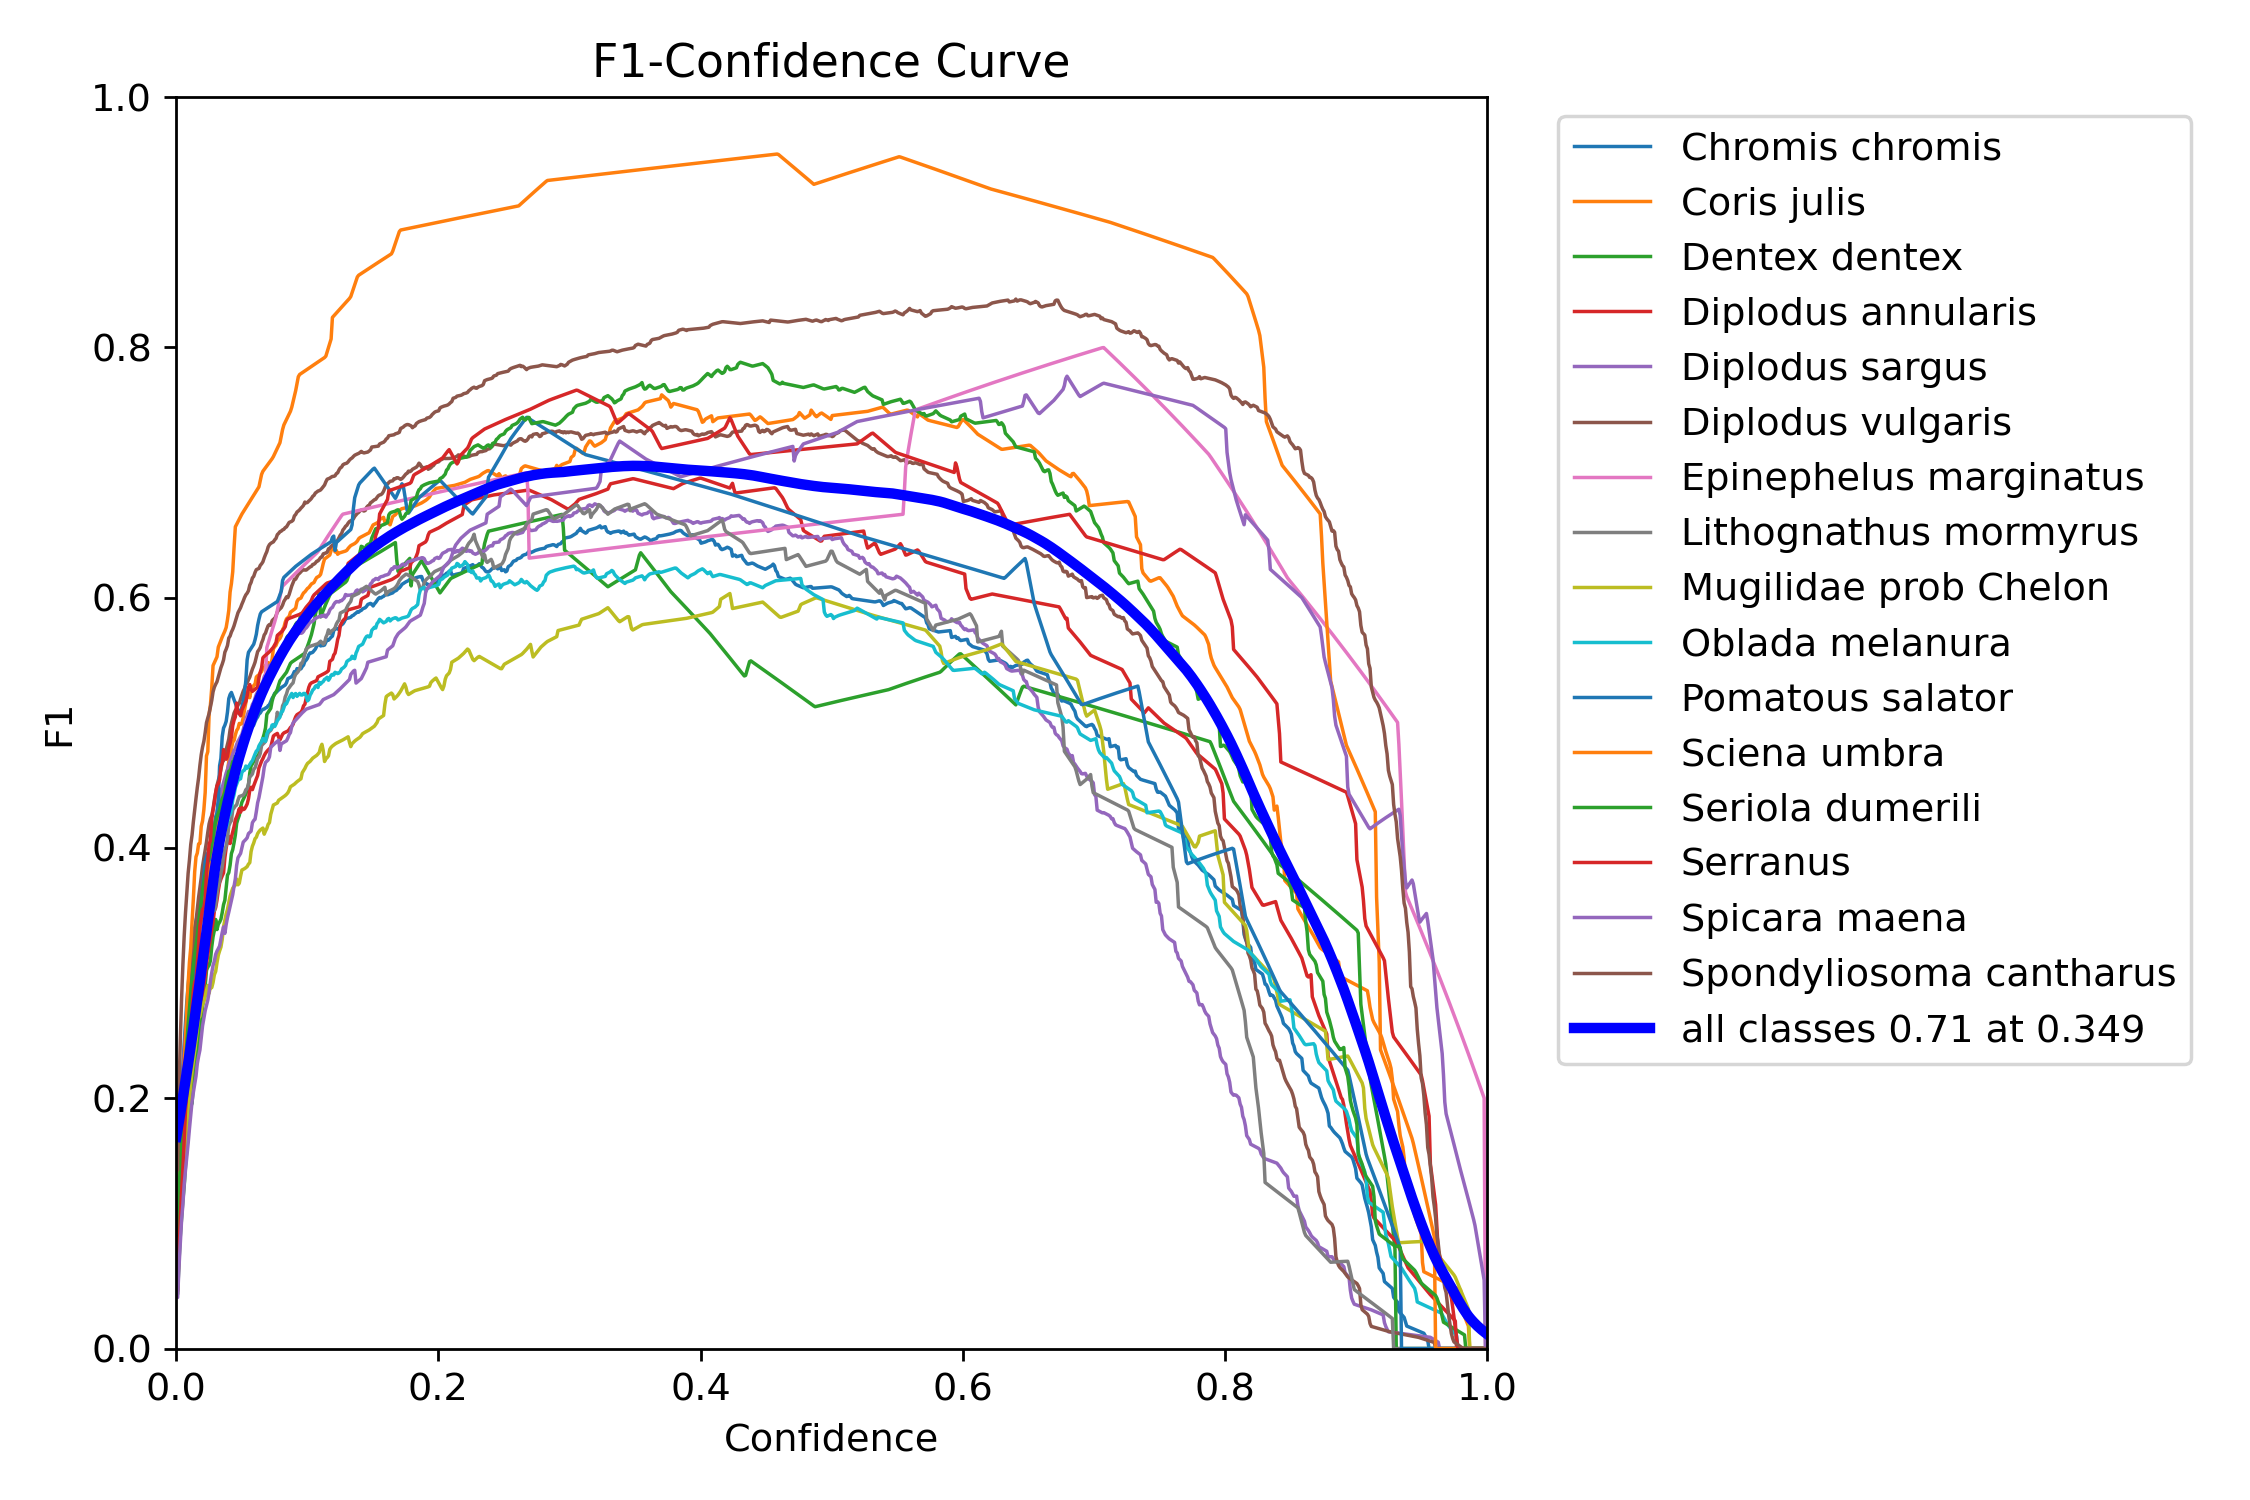 F1-Confidence Curve
1.0
0.8
0.6
0.4
0.2
0.0
F1
0.0 0.2 0.4 0.6 0.8 1.0
Confidence
Chromis chromis
Coris julis
Dentex dentex
Diplodus annularis
Diplodus sargus
Diplodus vulgaris
Epinephelus marginatus
Lithognathus mormyrus
Mugilidae prob Chelon
Oblada melanura
Pomatous salator
Sciena umbra
Seriola dumerili
Serranus
Spicara maena
Spondyliosoma cantharus
all classes 0.71 at 0.349